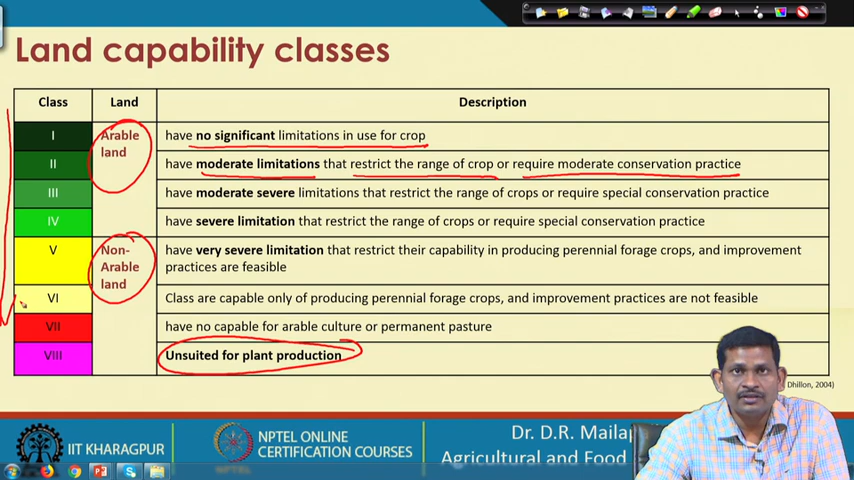 Land capability classes
Class Land Description
I Arable land have no significant limitations in use for crop
II have moderate limitations that restrict the range of crop or require moderate conservation practice
III have moderate severe limitations that restrict the range of crops or require special conservation practice
IV have severe limitation that restrict the range of crops or require special conservation practice
V Non-Arable land have very severe limitation that restrict their capability in producing perennial forage crops, and improvement
practices are feasible
VI Class are capable only of producing perennial forage crops, and improvement practices are not feasible
VII have no capable for arable culture or permanent pasture
VIII Unsuited for plant production
Dhillon, 2004)
IIT KHARAGPUR
NPTEL ONLINE
CERTIFICATION COURSES
NPTEL
Dr. D.R. Mailap
Agricultural and Food